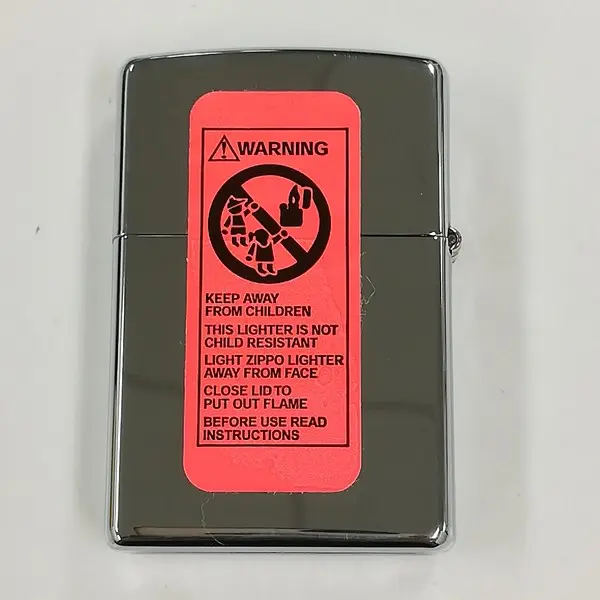 WARNING
KEEP AWAY
FROM CHILDREN
THIS LIGHTER IS NOT
CHILD RESISTANT
LIGHT ZIPPO LIGHTER
AWAY FROM FACE
CLOSE LID TO
PUT OUT FLAME
BEFORE USE READ
INSTRUCTIONS